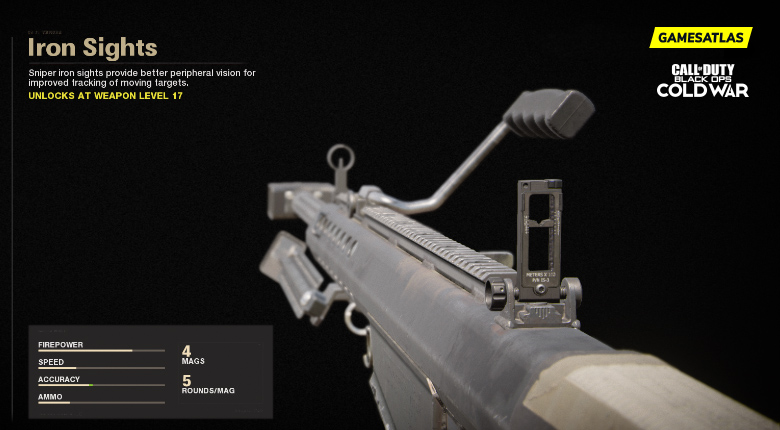 Iron Sights
Sniper iron sights provide better peripheral vision for
improved tracking of moving targets.
UNLOCKS AT WEAPON LEVEL 17
GAMESATLAS
CALL OF DUTY
BLACK OPS
COLD WAR
FIREPOWER
SPEED
ACCURACY
AMMO
4
MAGS
5
ROUNDS/MAG